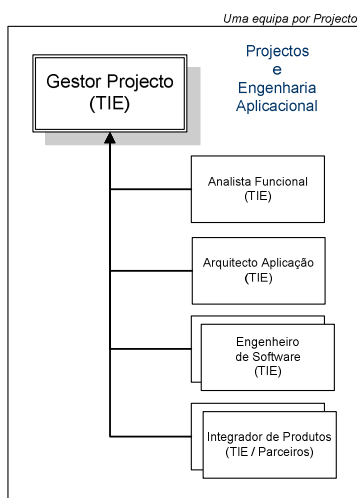 Uma equipa por Projecto
Projectos
e
Engenharia
Aplicacional
Gestor Projecto
(TIE)
Analista Funcional
(TIE)
Arquitecto Aplicação
(TIE)
Engenheiro
de Software
(TIE)
Integrador de Produtos
(TIE / Parceiros)